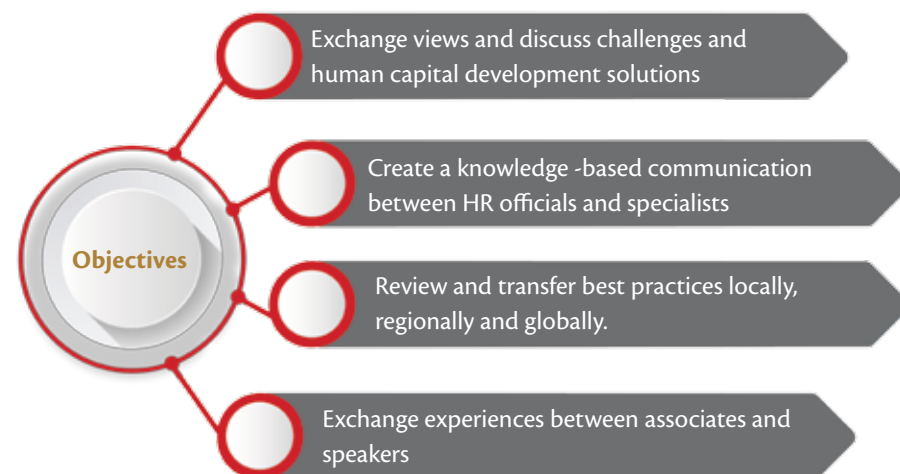 Exchange views and discuss challenges and
human capital development solutions
Create a knowledge -based communication
between HR officials and specialists
Objectives
Review and transfer best practices locally,
regionally and globally.
Exchange experiences between associates and
speakers